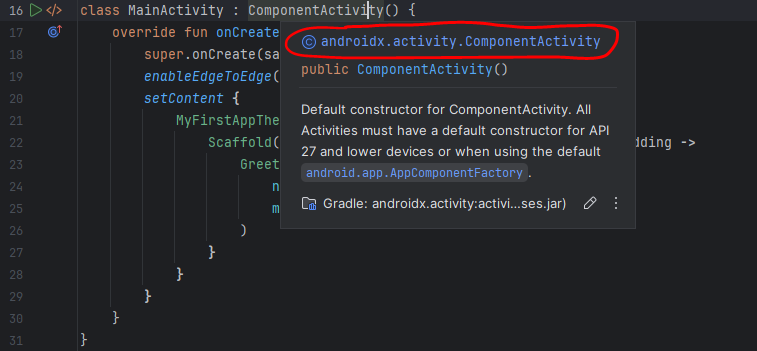 16 class MainActivity : ComponentActivity() {
17 override fun onCreate
androidx.activity.ComponentActivity
18 super.onCreate(sa
public ComponentActivity()
19 enableEdgeToEdge(
20 setContent {
Default constructor for ComponentActivity. All
21 MyFirstAppThe
Activities must have a default constructor for API
22 Scaffold( dding ->
27 and lower devices or when using the default
23 Greet
android.app.AppComponentFactory.
24 n
25 m
Gradle: androidx.activity:activi...ses.jar)
26 )
27 }
28 }
29 }
30 }
31 }